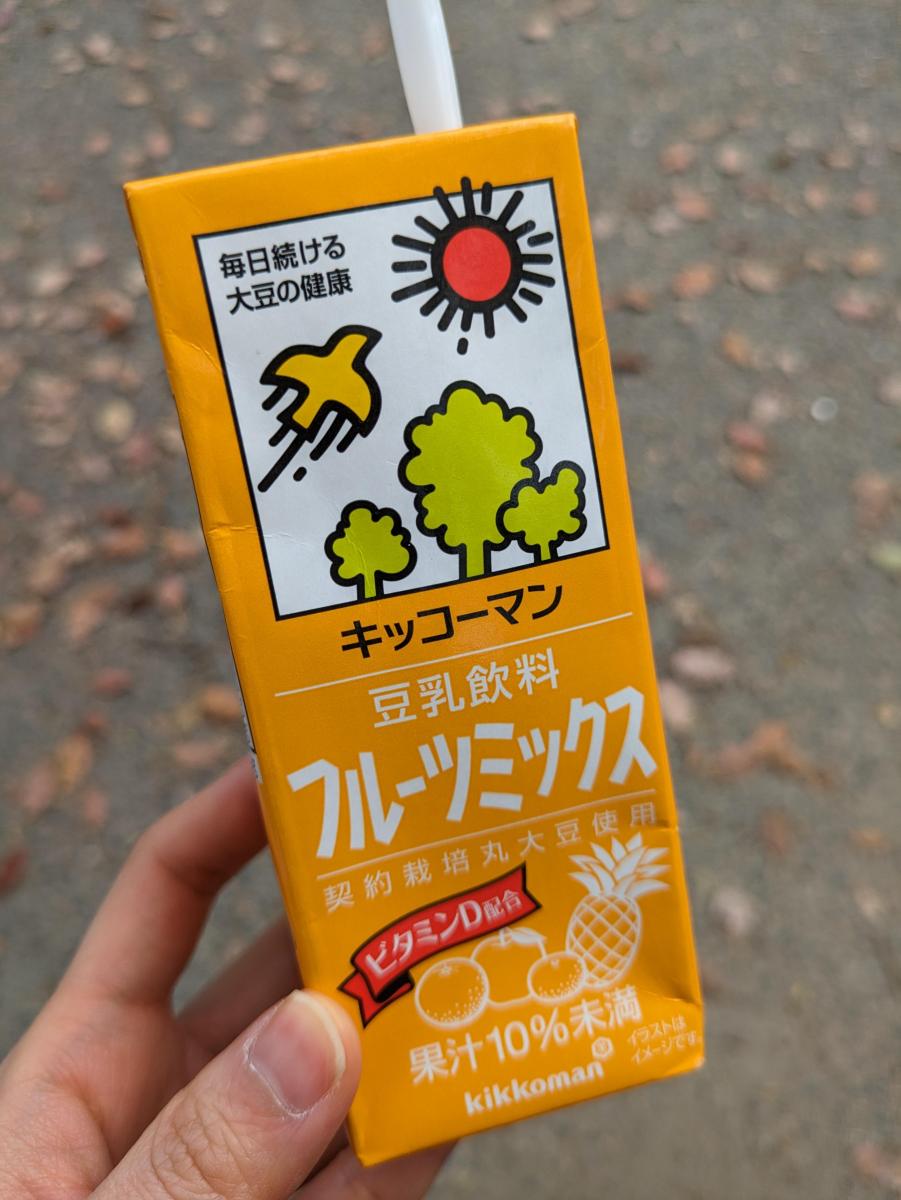 毎日続ける
大豆の健康
キッコーマン
豆乳飲料
フルーツミックス
契約栽培丸大豆使用
ビタミンD配合
果汁10%未満
イラストは
イメージです
kikkoman